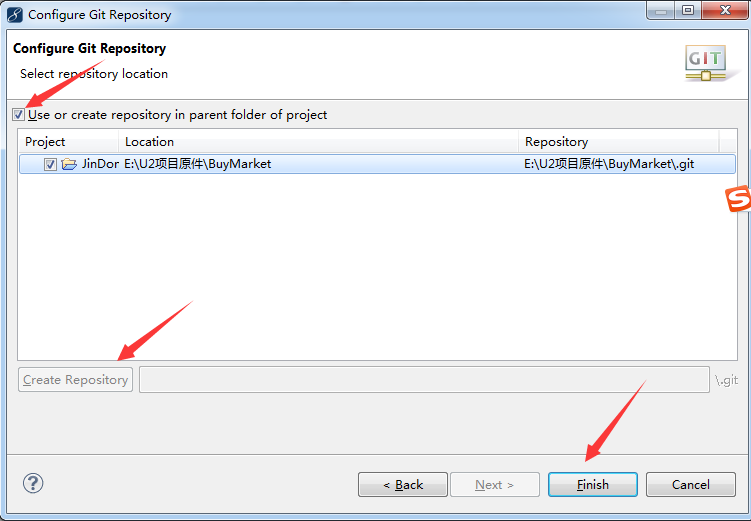 Configure Git Repository
Configure Git Repository
Select repository location
GIT
Use or create repository in parent folder of project
Project Location Repository
JinDor E:\U2项目原件\BuyMarket E:\U2项目原件\BuyMarket\.git
S
Create Repository \.git
? < Back Next > Finish Cancel